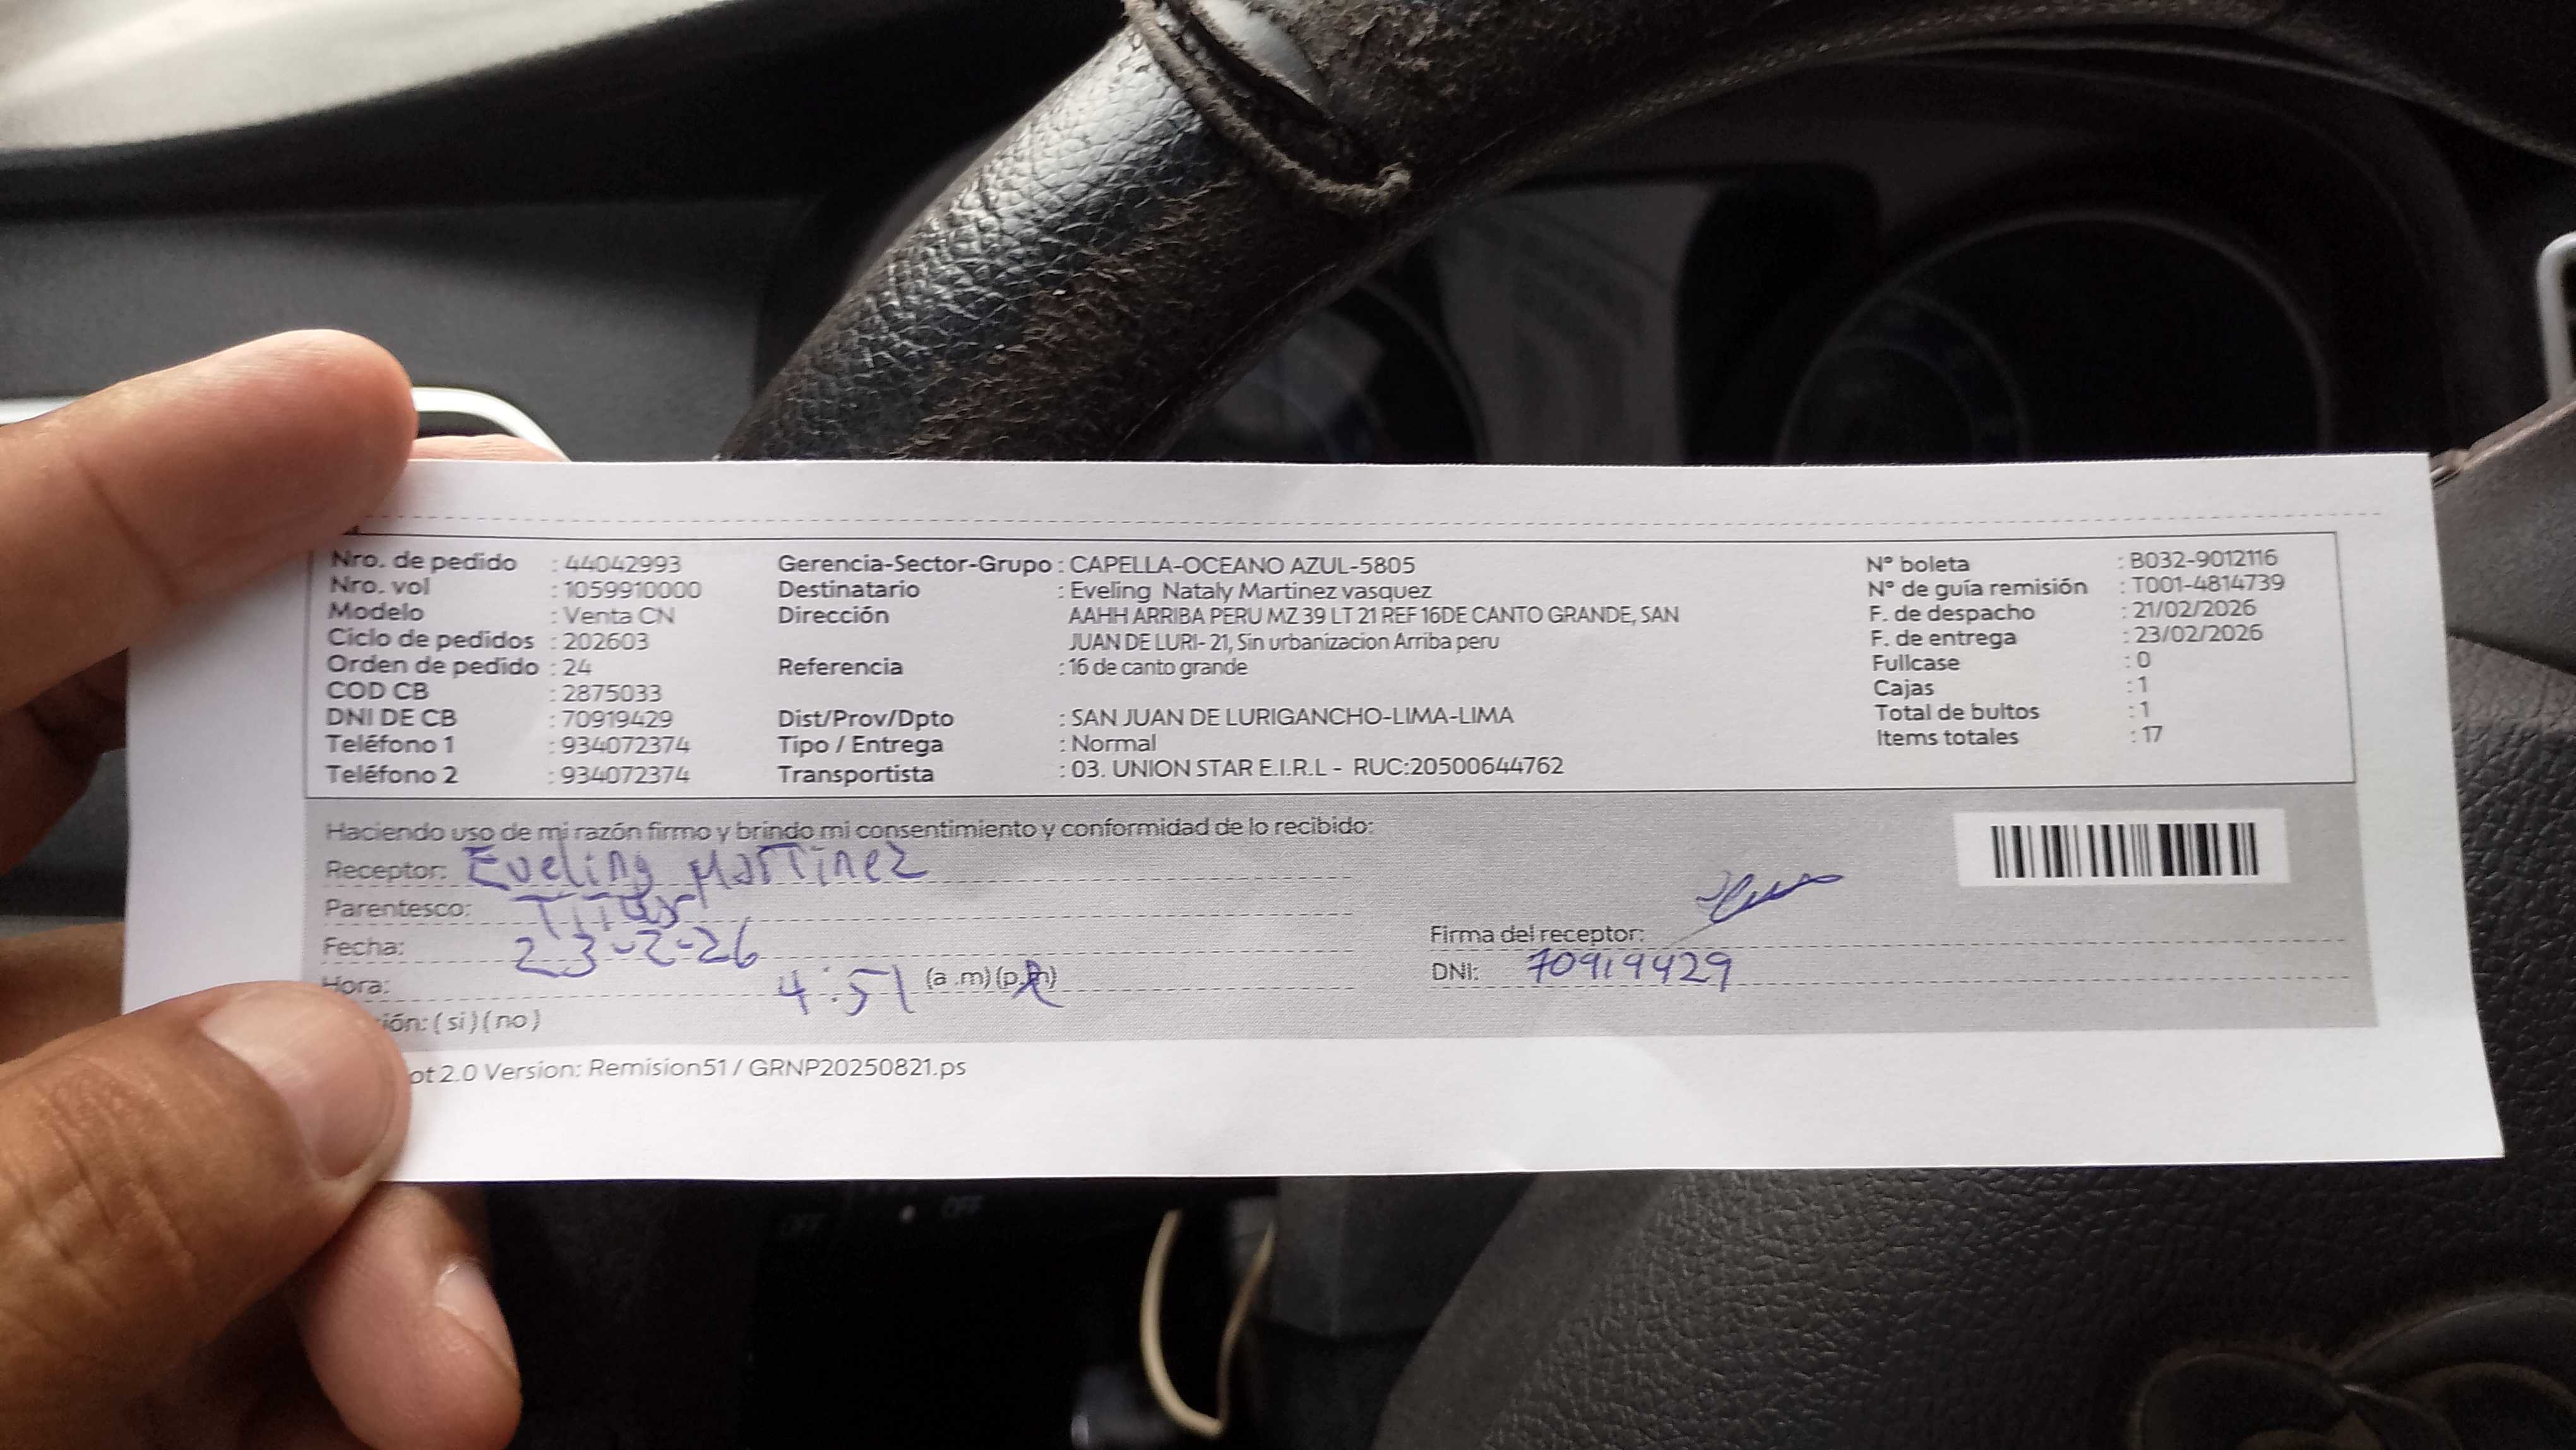 Nro. de pedido : 44042993
Nro. vol : 1059910000
Modelo : Venta CN
Ciclo de pedidos : 202603
Orden de pedido : 24
COD CB : 2875033
DNI DE CB : 70919429
Teléfono 1 : 934072374
Teléfono 2 : 934072374
Gerencia-Sector-Grupo : CAPELLA-OCEANO AZUL-5805
Destinatario : Eveling Nataly Martinez vasquez
Dirección AAHH ARRIBA PERU MZ 39 LT 21 REF 16DE CANTO GRANDE, SAN
JUAN DE LURI- 21, Sin urbanizacion Arriba peru
Referencia : 16 de canto grande
Dist/Prov/Dpto : SAN JUAN DE LURIGANCHO-LIMA-LIMA
Tipo / Entrega : Normal
Transportista : 03. UNION STAR E.I.R.L - RUC:20500644762
Nº boleta : B032-9012116
Nº de guía remisión : T001-4814739
F. de despacho : 21/02/2026
F. de entrega : 23/02/2026
Fullcase : 0
Cajas : 1
Total de bultos : 1
Items totales : 17
Haciendo uso de mi razón firmo y brindo mi consentimiento y conformidad de lo recibido:
Receptor: Eveling Martinez
Parentesco: Titular
Fecha: 23-2-26
Hora: 4:51 (a .m) (p.m)
ión: ( si ) ( no )
Firma del receptor:
DNI: 70919429
ot 2.0 Version: Remision51 / GRNP20250821.ps
OFF